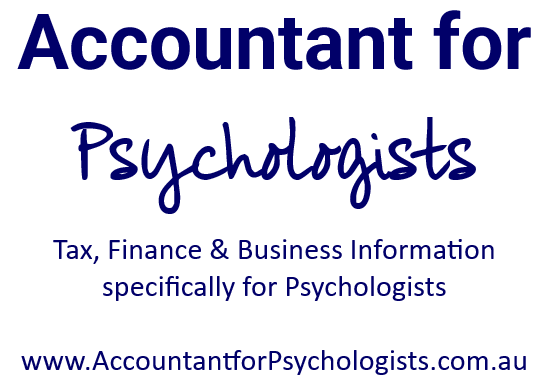 Accountant for
Psychologists
Tax, Finance & Business Information
specifically for Psychologists
www.AccountantforPsychologists.com.au